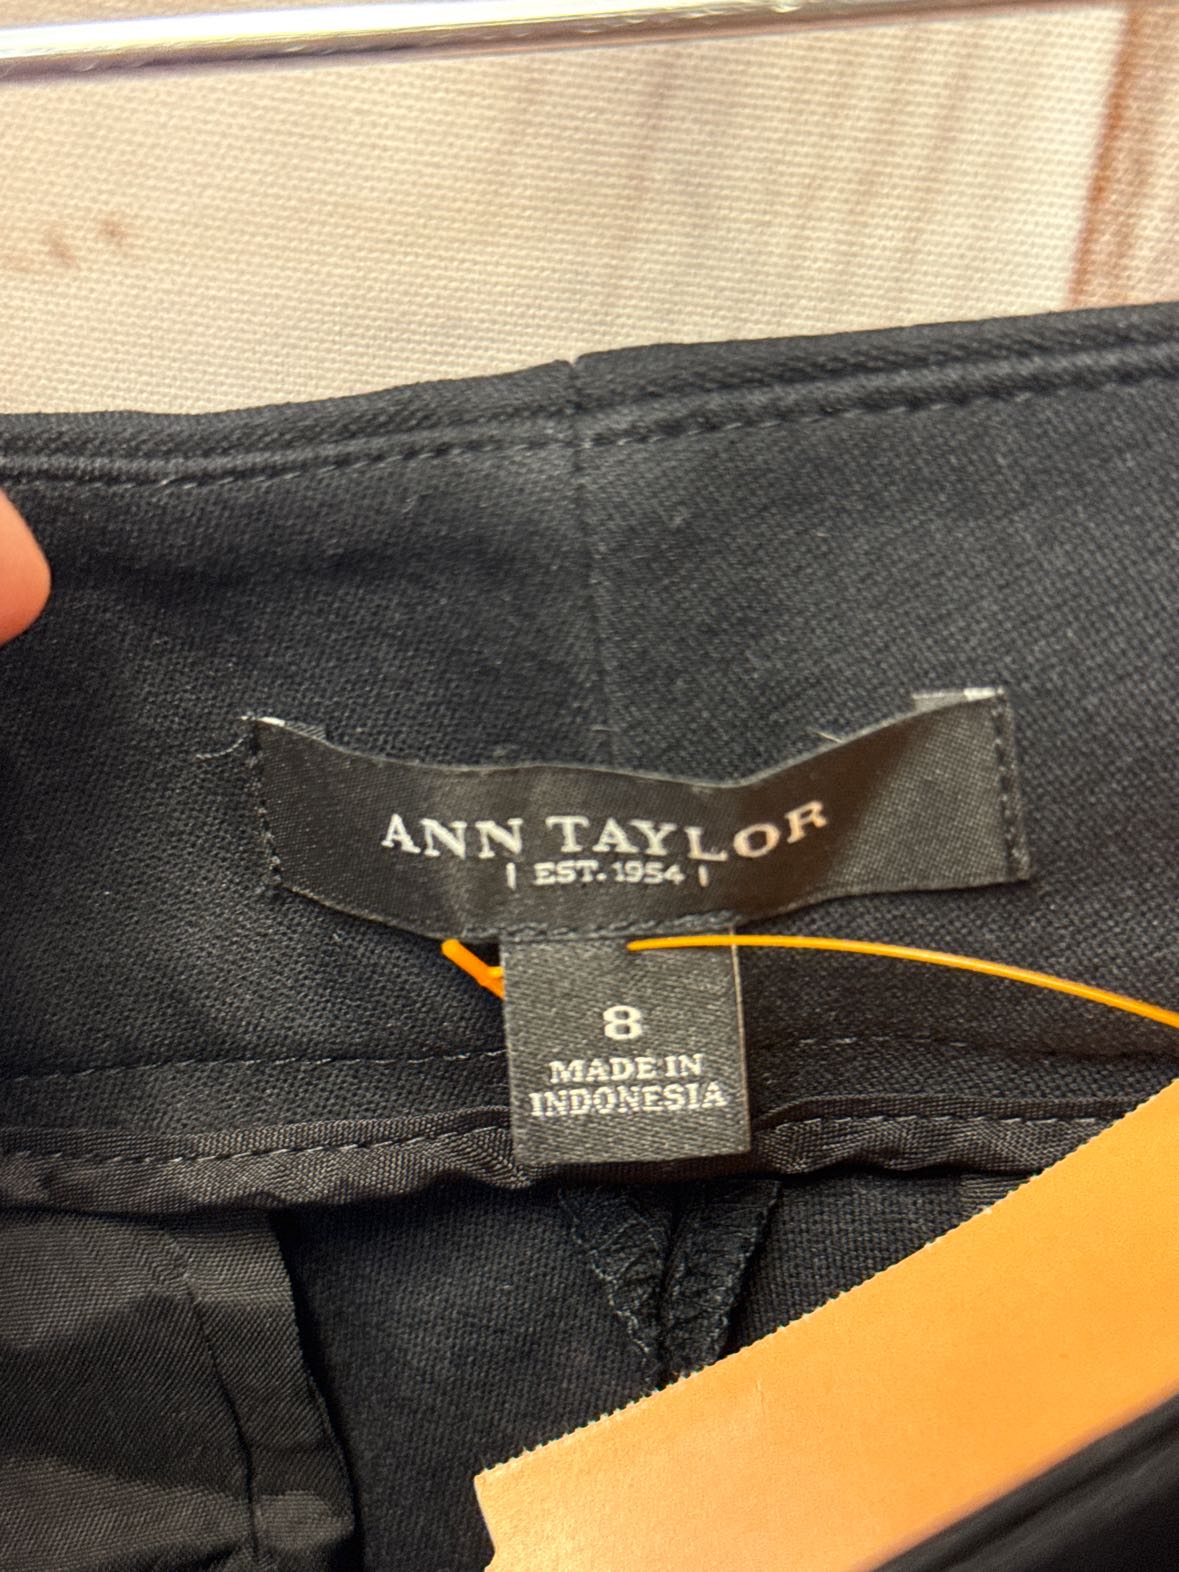 ANN TAYLOR
| EST. 1954 |
8
MADE IN
INDONESIA